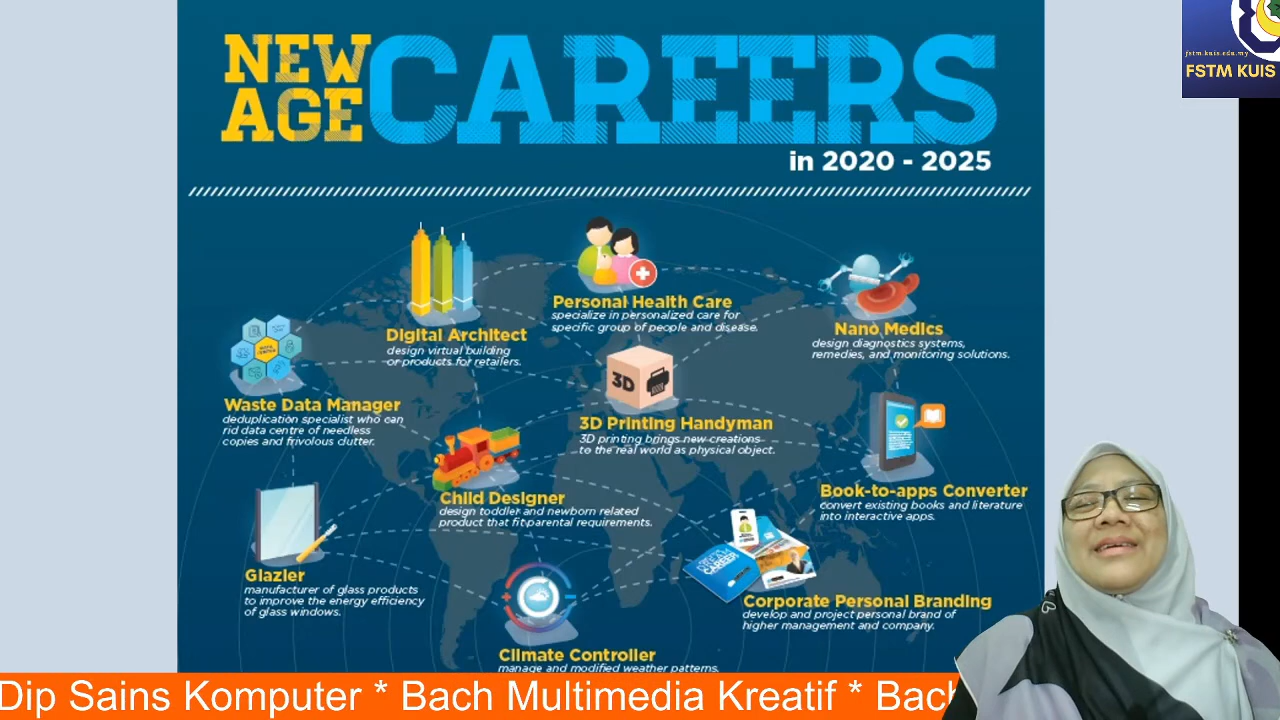 NEW
AGE
CAREERS
in 2020 - 2025
fstm.kuis.edu.my
FSTM KUIS
Personal Health Care
specialize in personalized care for
specific group of people and disease.
Digital Architect
design virtual building
or products for retailers.
Nano Medics
design diagnostics systems,
remedies, and monitoring solutions.
Waste Data Manager
deduplication specialist who can
rid data centre of needless
copies and frivolous clutter.
3D
3D Printing Handyman
3D printing brings new creations
to the real world as physical object.
Child Designer
design toddler and newborn related
product that fit parental requirements.
Book-to-apps Converter
convert existing books and literature
into interactive apps.
Glazier
manufacturer of glass products
to improve the energy efficiency
of glass windows.
Corporate Personal Branding
develop and project personal brand of
higher management and company.
Climate Controller
manage and modified weather patterns.
Dip Sains Komputer * Bach Multimedia Kreatif * Bach